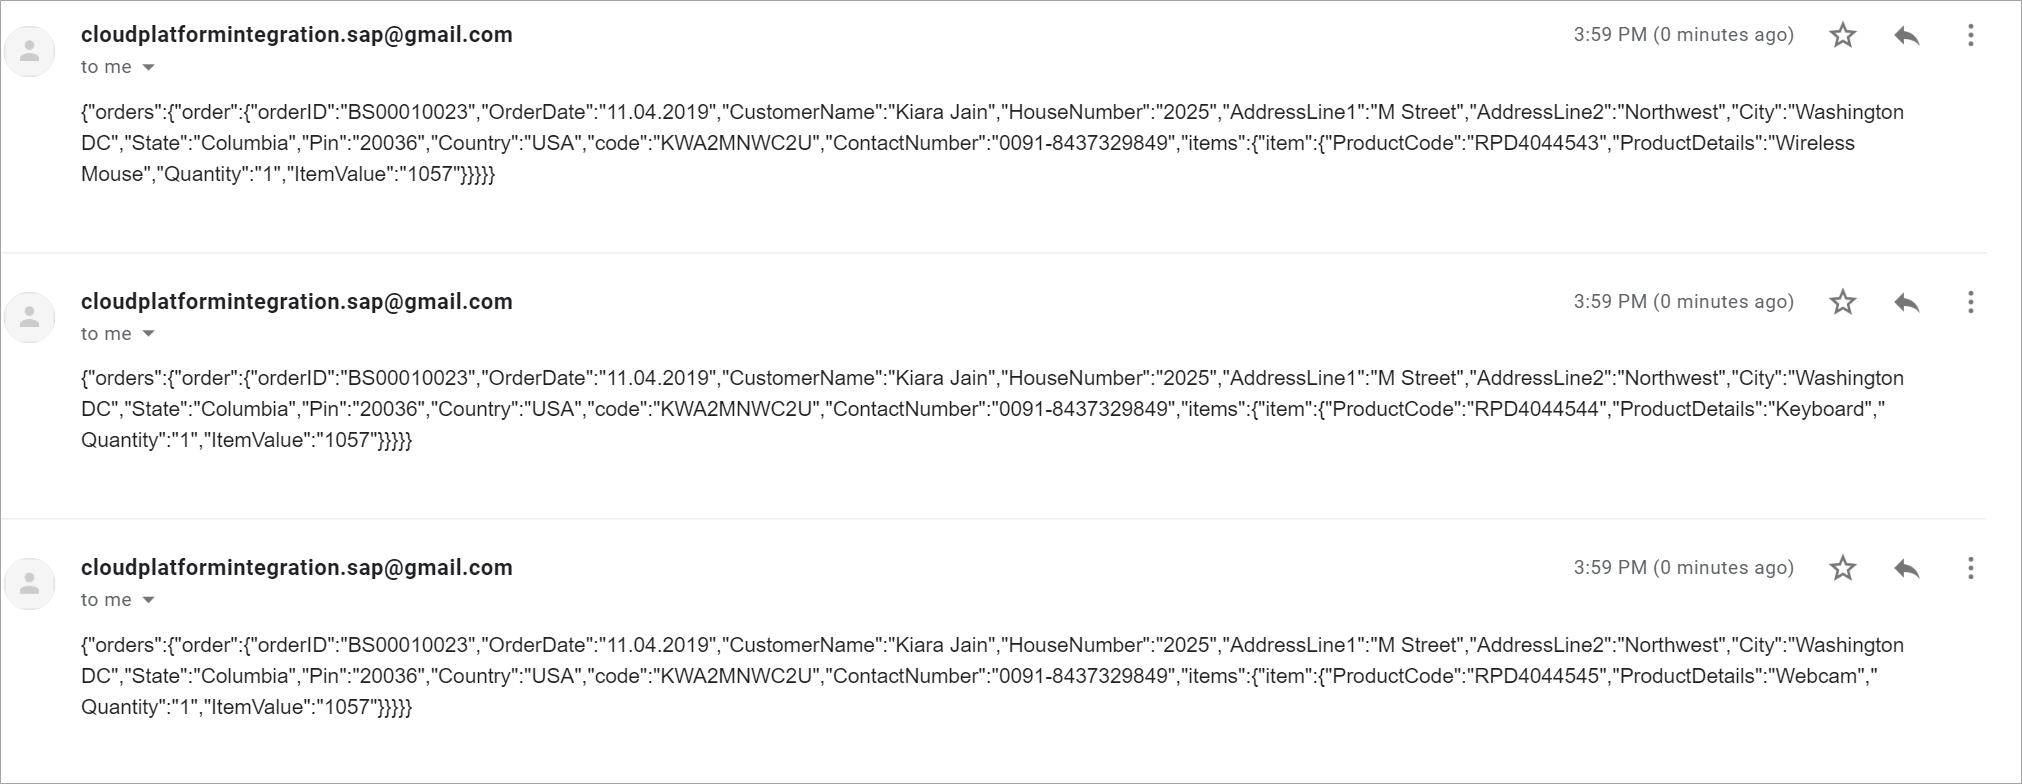 cloudplatformintegration.sap@gmail.com 3:59 PM (0 minutes ago)
to me
{"orders":{"order":{"orderID":"BS00010023","OrderDate":"11.04.2019","CustomerName":"Kiara Jain","HouseNumber":"2025","AddressLine1":"M Street","AddressLine2":"Northwest","City":"Washington
DC","State":"Columbia","Pin":"20036","Country":"USA","code":"KWA2MNWC2U","ContactNumber":"0091-8437329849","items":{"item":{"ProductCode":"RPD4044543","ProductDetails":"Wireless
Mouse","Quantity":"1","ItemValue":"1057"}}}}}
cloudplatformintegration.sap@gmail.com 3:59 PM (0 minutes ago)
to me
{"orders":{"order":{"orderID":"BS00010023","OrderDate":"11.04.2019","CustomerName":"Kiara Jain","HouseNumber":"2025","AddressLine1":"M Street","AddressLine2":"Northwest","City":"Washington
DC","State":"Columbia","Pin":"20036","Country":"USA","code":"KWA2MNWC2U","ContactNumber":"0091-8437329849","items":{"item":{"ProductCode":"RPD4044544","ProductDetails":"Keyboard","
Quantity":"1","ItemValue":"1057"}}}}}
cloudplatformintegration.sap@gmail.com 3:59 PM (0 minutes ago)
to me
{"orders":{"order":{"orderID":"BS00010023","OrderDate":"11.04.2019","CustomerName":"Kiara Jain","HouseNumber":"2025","AddressLine1":"M Street","AddressLine2":"Northwest","City":"Washington
DC","State":"Columbia","Pin":"20036","Country":"USA","code":"KWA2MNWC2U","ContactNumber":"0091-8437329849","items":{"item":{"ProductCode":"RPD4044545","ProductDetails":"Webcam","
Quantity":"1","ItemValue":"1057"}}}}}